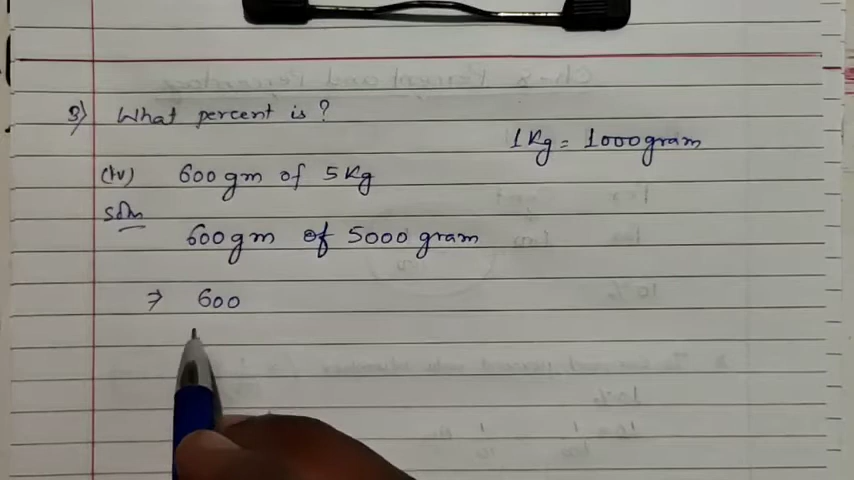 3) What percent is ?
1 Kg = 1000 gram
(iv) 600 gm of 5 Kg
Soln
600 gm of 5000 gram
⇒ 600